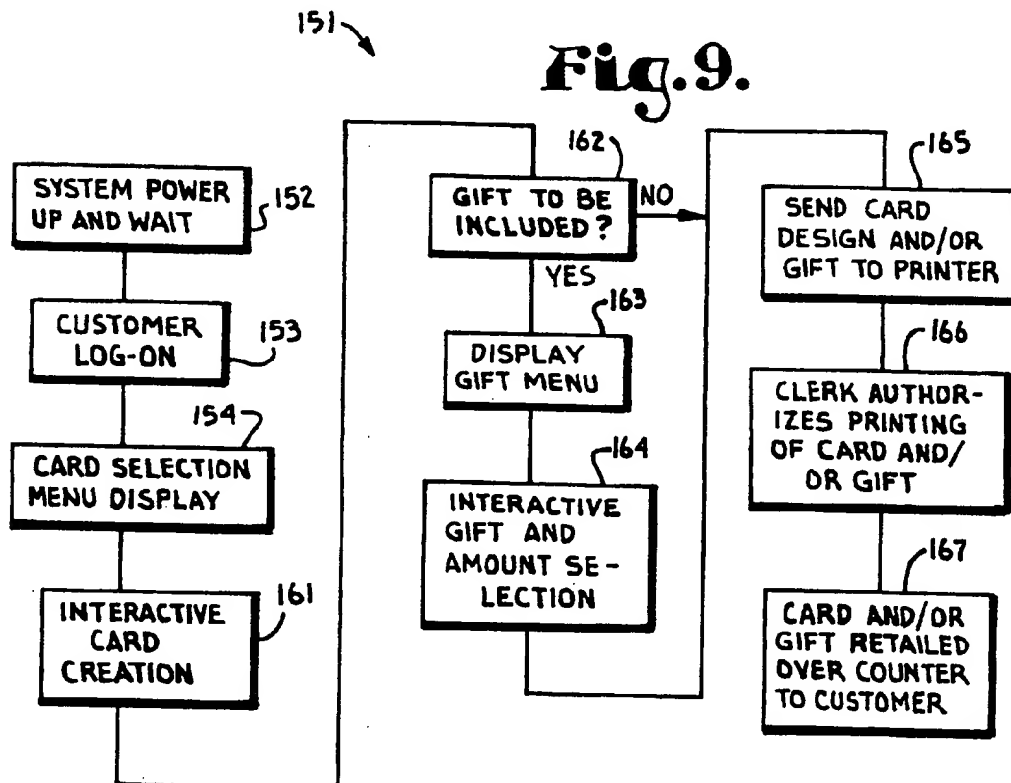 151
Fig.9.
SYSTEM POWER
UP AND WAIT
152
CUSTOMER
LOG-ON
153
154
CARD SELECTION
MENU DISPLAY
INTERACTIVE
CARD
CREATION
161
162
GIFT TO BE
INCLUDED?
NO
YES
163
DISPLAY
GIFT MENU
164
INTERACTIVE
GIFT AND
AMOUNT SE-
LECTION
165
SEND CARD
DESIGN AND/OR
GIFT TO PRINTER
166
CLERK AUTHOR-
IZES PRINTING
OF CARD AND/
OR GIFT
167
CARD AND/OR
GIFT RETAILED
OVER COUNTER
TO CUSTOMER